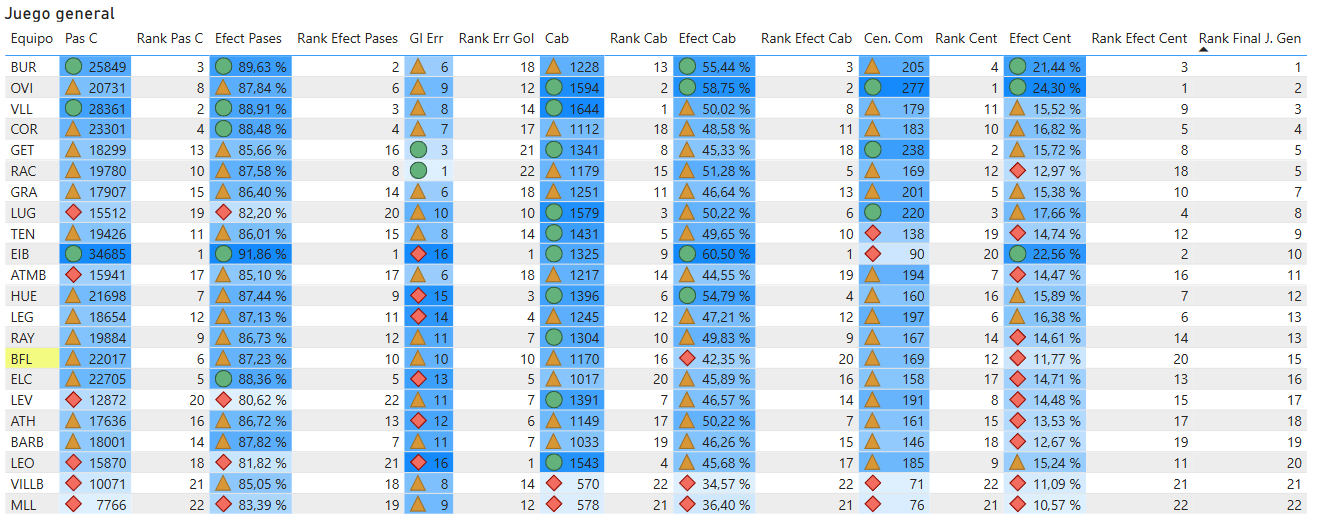 Juego general
Equipo Pas C Rank Pas C Efect Pases Rank Efect Pases Gl Err Rank Err Gol Cab Rank Cab Efect Cab Rank Efect Cab Cen. Com Rank Cent Efect Cent Rank Efect Cent Rank Final J. Gen
BUR 25849 3 89,63 % 2 6 18 1228 13 55,44 % 3 205 4 21,44 % 3 1
OVI 20731 8 87,84 % 6 9 12 1594 2 58,75 % 2 277 1 24,30 % 1 2
VLL 28361 2 88,91 % 3 8 14 1644 1 50,02 % 8 179 11 15,52 % 9 3
COR 23301 4 88,48 % 4 7 17 1112 18 48,58 % 11 183 10 16,82 % 5 4
GET 18299 13 85,66 % 16 3 21 1341 8 45,33 % 18 238 2 15,72 % 8 5
RAC 19780 10 87,58 % 8 1 22 1179 15 51,28 % 5 169 12 12,97 % 18 5
GRA 17907 15 86,40 % 14 6 18 1251 11 46,64 % 13 201 5 15,38 % 10 7
LUG 15512 19 82,20 % 20 10 10 1579 3 50,22 % 6 220 3 17,66 % 4 8
TEN 19426 11 86,01 % 15 8 14 1431 5 49,65 % 10 138 19 14,74 % 12 9
EIB 34685 1 91,86 % 1 16 1 1325 9 60,50 % 1 90 20 22,56 % 2 10
ATMB 15941 17 85,10 % 17 6 18 1217 14 44,55 % 19 194 7 14,47 % 16 11
HUE 21698 7 87,44 % 9 15 3 1396 6 54,79 % 4 160 16 15,89 % 7 12
LEG 18654 12 87,13 % 11 14 4 1245 12 47,21 % 12 197 6 16,38 % 6 13
RAY 19884 9 86,73 % 12 11 7 1304 10 49,83 % 9 167 14 14,61 % 14 13
BFL 22017 6 87,23 % 10 10 10 1170 16 42,35 % 20 169 12 11,77 % 20 15
ELC 22705 5 88,36 % 5 13 5 1017 20 45,89 % 16 158 17 14,71 % 13 16
LEV 12872 20 80,62 % 22 11 7 1391 7 46,57 % 14 191 8 14,48 % 15 17
ATH 17636 16 86,72 % 13 12 6 1149 17 50,22 % 7 161 15 13,53 % 17 18
BARB 18001 14 87,82 % 7 11 7 1033 19 46,26 % 15 146 18 12,67 % 19 19
LEO 15870 18 81,82 % 21 16 1 1543 4 45,68 % 17 185 9 15,24 % 11 20
VILLB 10071 21 85,05 % 18 8 14 570 22 34,57 % 22 71 22 11,09 % 21 21
MLL 7766 22 83,39 % 19 9 12 578 21 36,40 % 21 76 21 10,57 % 22 22